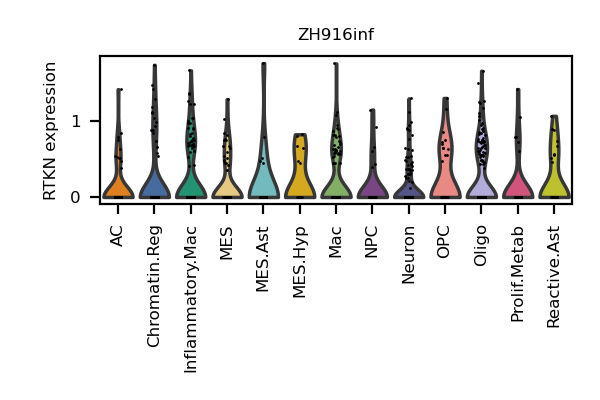 ZH916inf
RTKN expression
1
0
AC
Chromatin.Reg
Inflammatory.Mac
MES
MES.Ast
MES.Hyp
Mac
NPC
Neuron
OPC
Oligo
Prolif.Metab
Reactive.Ast